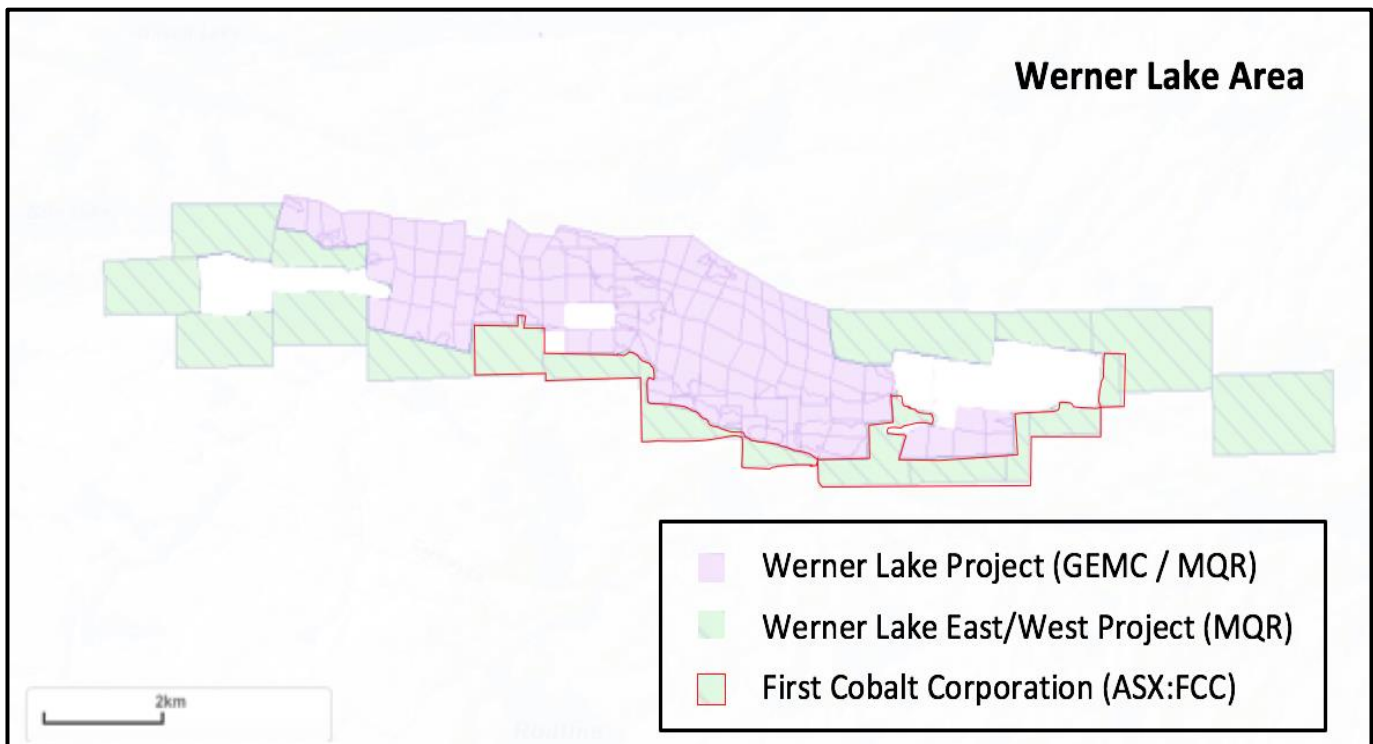 Werner Lake Area
Werner Lake Project (GEMC / MQR)
Werner Lake East/West Project (MQR)
First Cobalt Corporation (ASX:FCC)
2km